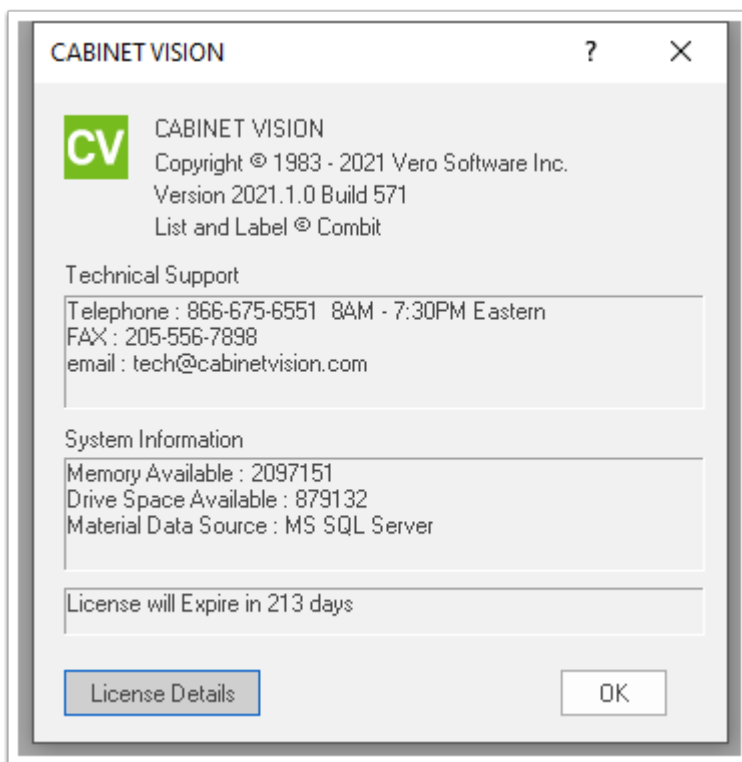 CABINET VISION ?
CV
CABINET VISION
Copyright © 1983 - 2021 Vero Software Inc.
Version 2021.1.0 Build 571
List and Label © Combit
Technical Support
Telephone : 866-675-6551  8AM - 7:30PM Eastern
FAX : 205-556-7898
email : tech@cabinetvision.com
System Information
Memory Available : 2097151
Drive Space Available : 879132
Material Data Source : MS SQL Server
License will Expire in 213 days
License Details
OK